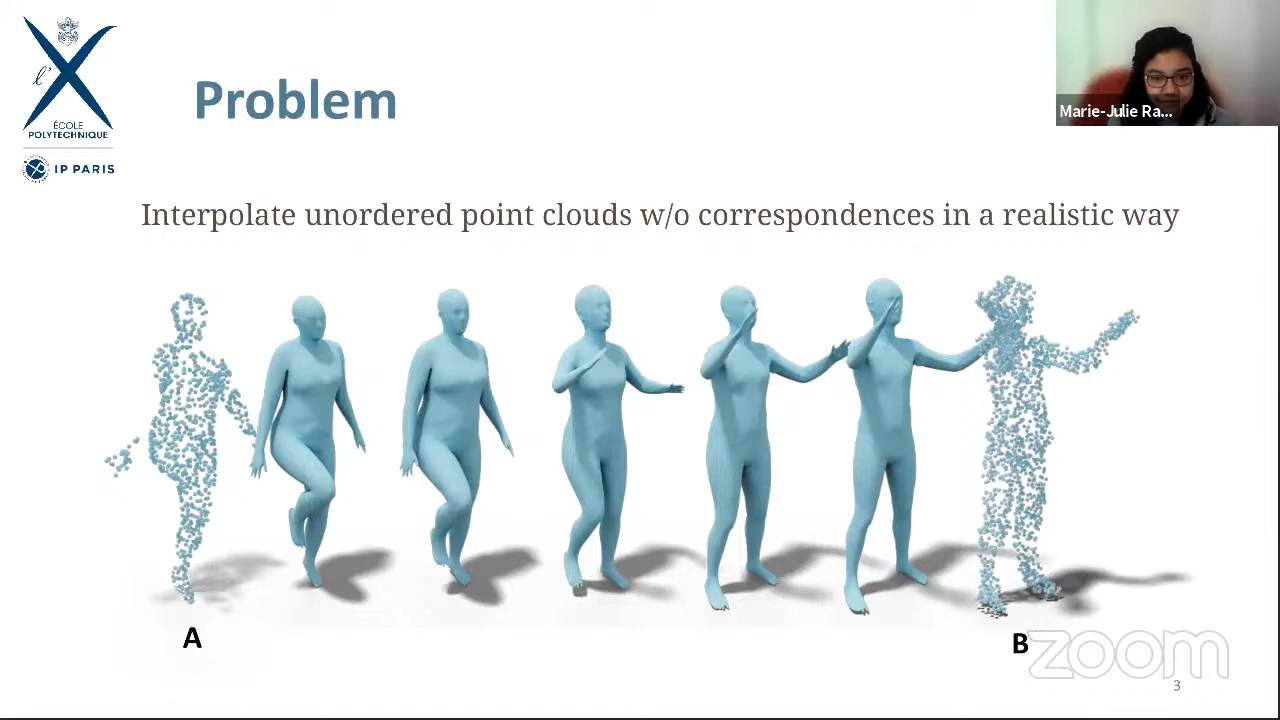 l'
ÉCOLE
POLYTECHNIQUE
IP PARIS
Problem
Marie-Julie Ra...
Interpolate unordered point clouds w/o correspondences in a realistic way
A
B
zoom
3